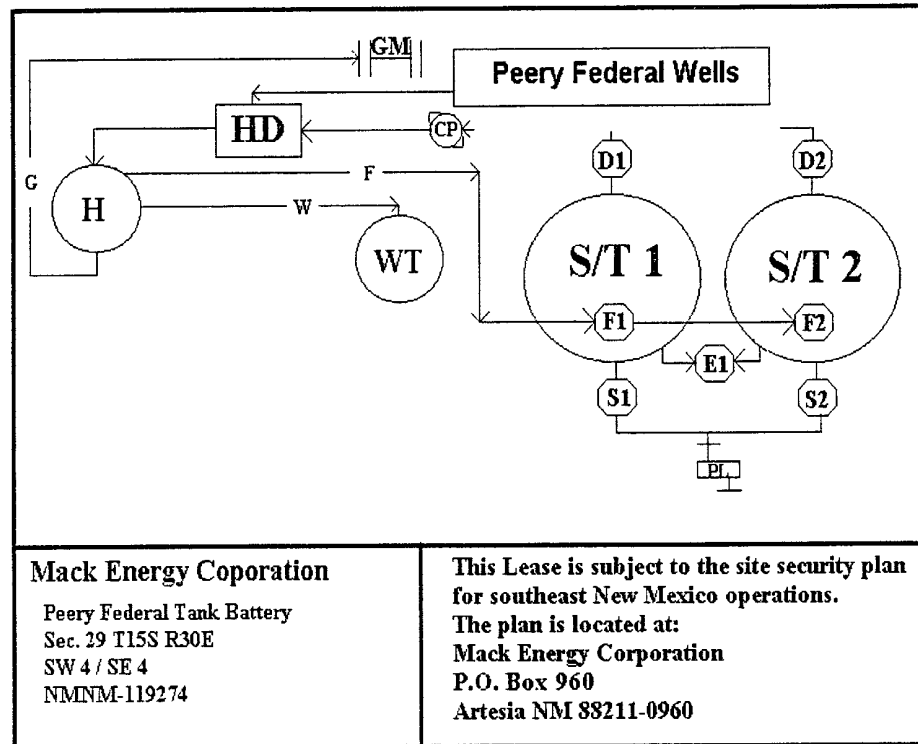 GM
Peery Federal Wells
HD
CP
D1
D2
G
F
H
W
WT
S/T 1
S/T 2
F1
F2
E1
S1
S2
PL
Mack Energy Coporation
Peery Federal Tank Battery
Sec. 29 T15S R30E
SW 4 / SE 4
NMNM-119274
This Lease is subject to the site security plan
for southeast New Mexico operations.
The plan is located at:
Mack Energy Corporation
P.O. Box 960
Artesia NM 88211-0960